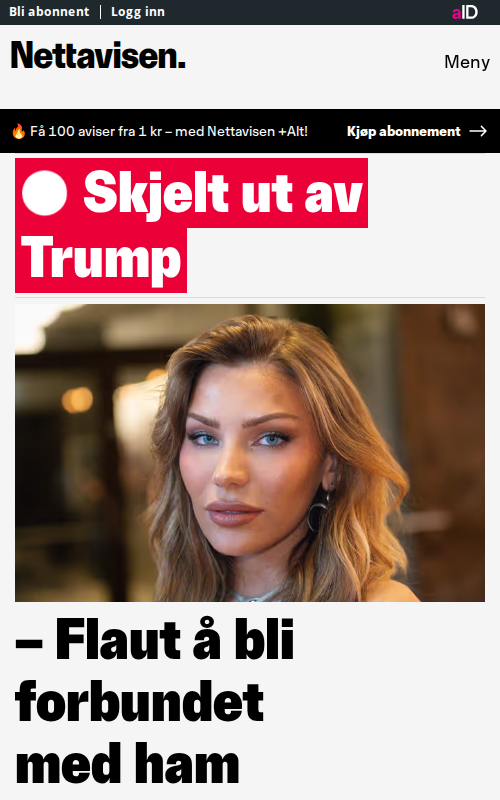 Bli abonnent | Logg inn
aID
Nettavisen.
Meny
🔥 Få 100 aviser fra 1 kr – med Nettavisen +Alt!
Kjøp abonnement →
Skjelt ut av
Trump
– Flaut å bli
forbundet
med ham